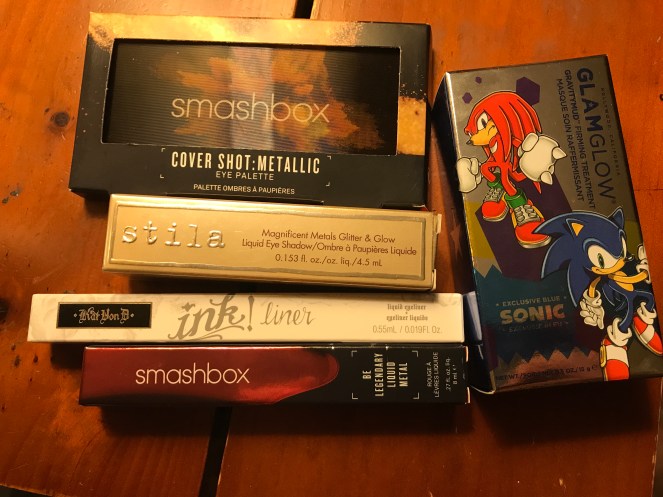 smashbox
COVER SHOT:METALLIC
EYE PALETTE
PALETTE OMBRES À PAUPIÈRES
stila
Magnificent Metals Glitter & Glow
Liquid Eye Shadow/Ombre à Paupières Liquide
0.153 fl. oz./oz. liq./4.5 mL
Kat Von D
ink! liner
liquid eyeliner
eyeliner liquide
0.55mL / 0.019Fl. Oz.
smashbox
BE
LEGENDARY
LIQUID
METAL
ROUGE À
LÈVRES LIQUIDE
GLAMGLOW
GRAVITYMUD FIRMING TREATMENT
MASQUE SOIN RAFFERMISSANT
EXCLUSIVE BLUE
SONIC